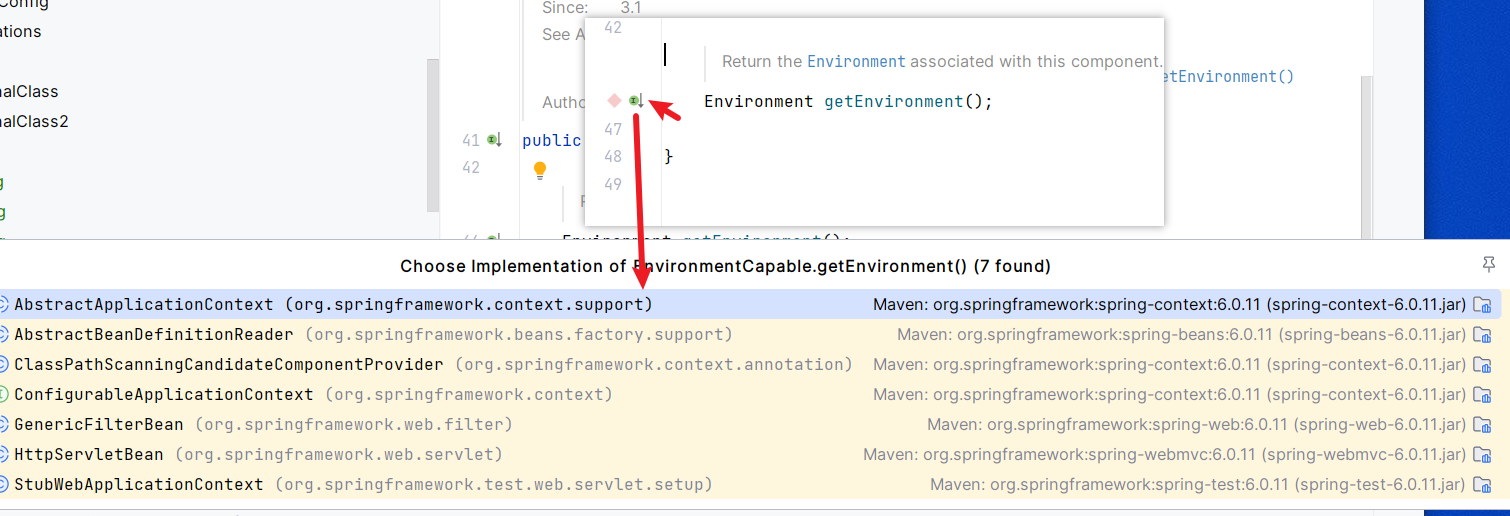 Config
ations
nalClass
nalClass2
g
g
Since: 3.1
See A
etEnvironment()
Autho
41 public
42
42
Return the Environment associated with this component.
Environment getEnvironment();
47
48 }
49
Environment getEnvironment();
Choose Implementation of EnvironmentCapable.getEnvironment() (7 found)
AbstractApplicationContext (org.springframework.context.support) Maven: org.springframework:spring-context:6.0.11 (spring-context-6.0.11.jar)
AbstractBeanDefinitionReader (org.springframework.beans.factory.support) Maven: org.springframework:spring-beans:6.0.11 (spring-beans-6.0.11.jar)
ClassPathScanningCandidateComponentProvider (org.springframework.context.annotation) Maven: org.springframework:spring-context:6.0.11 (spring-context-6.0.11.jar)
ConfigurableApplicationContext (org.springframework.context) Maven: org.springframework:spring-context:6.0.11 (spring-context-6.0.11.jar)
GenericFilterBean (org.springframework.web.filter) Maven: org.springframework:spring-web:6.0.11 (spring-web-6.0.11.jar)
HttpServletBean (org.springframework.web.servlet) Maven: org.springframework:spring-webmvc:6.0.11 (spring-webmvc-6.0.11.jar)
StubWebApplicationContext (org.springframework.test.web.servlet.setup) Maven: org.springframework:spring-test:6.0.11 (spring-test-6.0.11.jar)